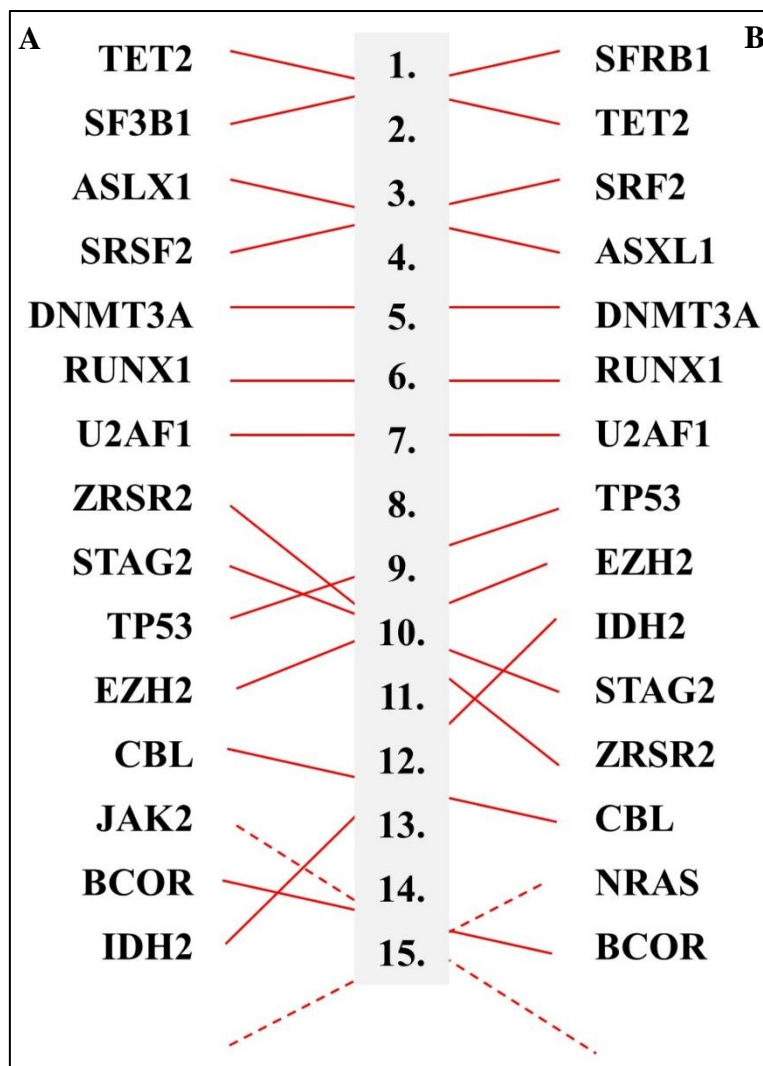 A B
TET2 1. SFRB1
SF3B1 2. TET2
ASLX1 3. SRF2
SRSF2 4. ASXL1
DNMT3A 5. DNMT3A
RUNX1 6. RUNX1
U2AF1 7. U2AF1
ZRSR2 8. TP53
STAG2 9. EZH2
TP53 10. IDH2
EZH2 11. STAG2
CBL 12. ZRSR2
JAK2 13. CBL
BCOR 14. NRAS
IDH2 15. BCOR